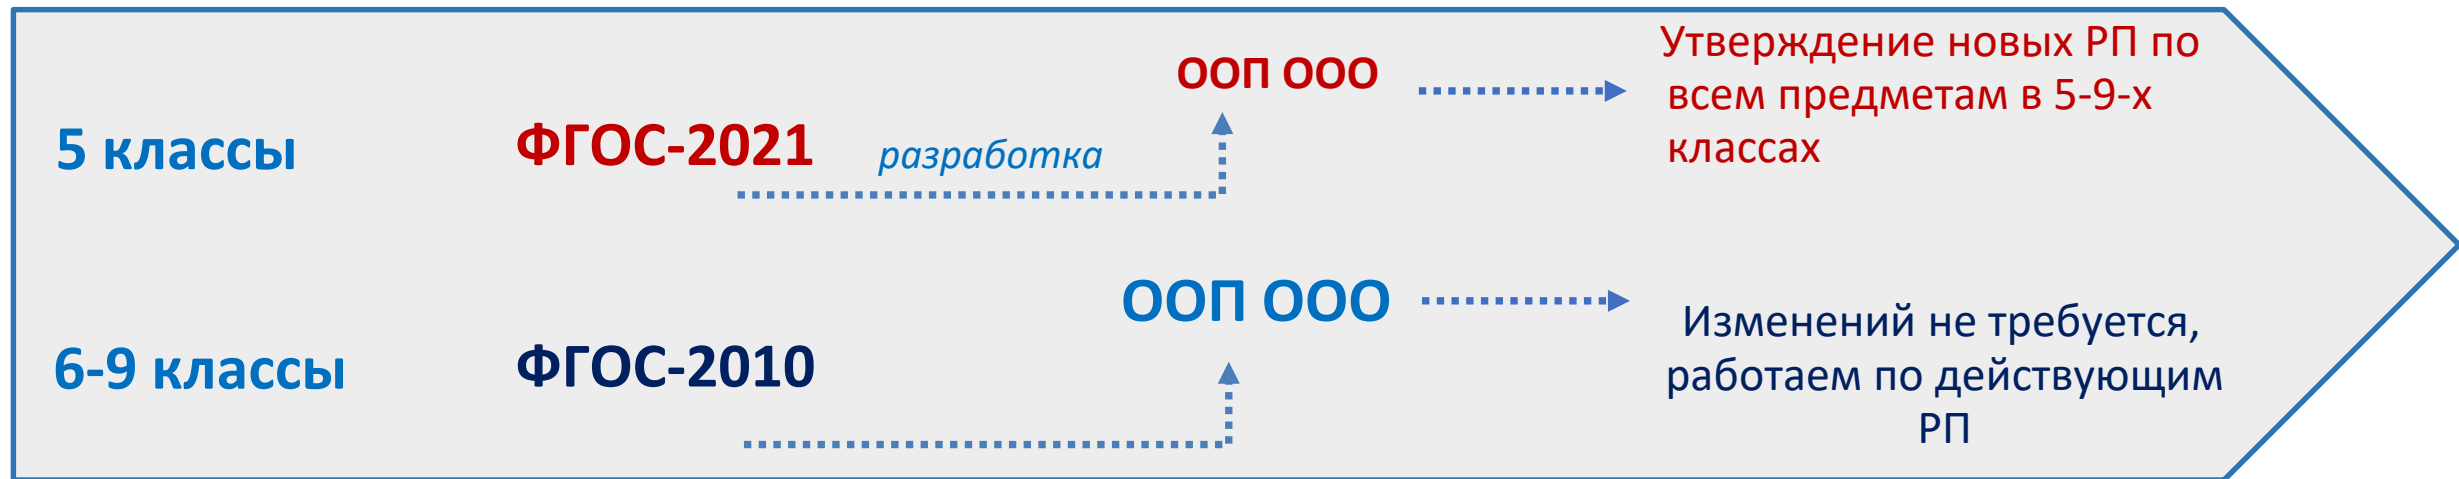 5 классы
ФГОС-2021
разработка
ООП ООО
Утверждение новых РП по
всем предметам в 5-9-х
классах
6-9 классы
ФГОС-2010
ООП ООО
Изменений не требуется,
работаем по действующим
РП